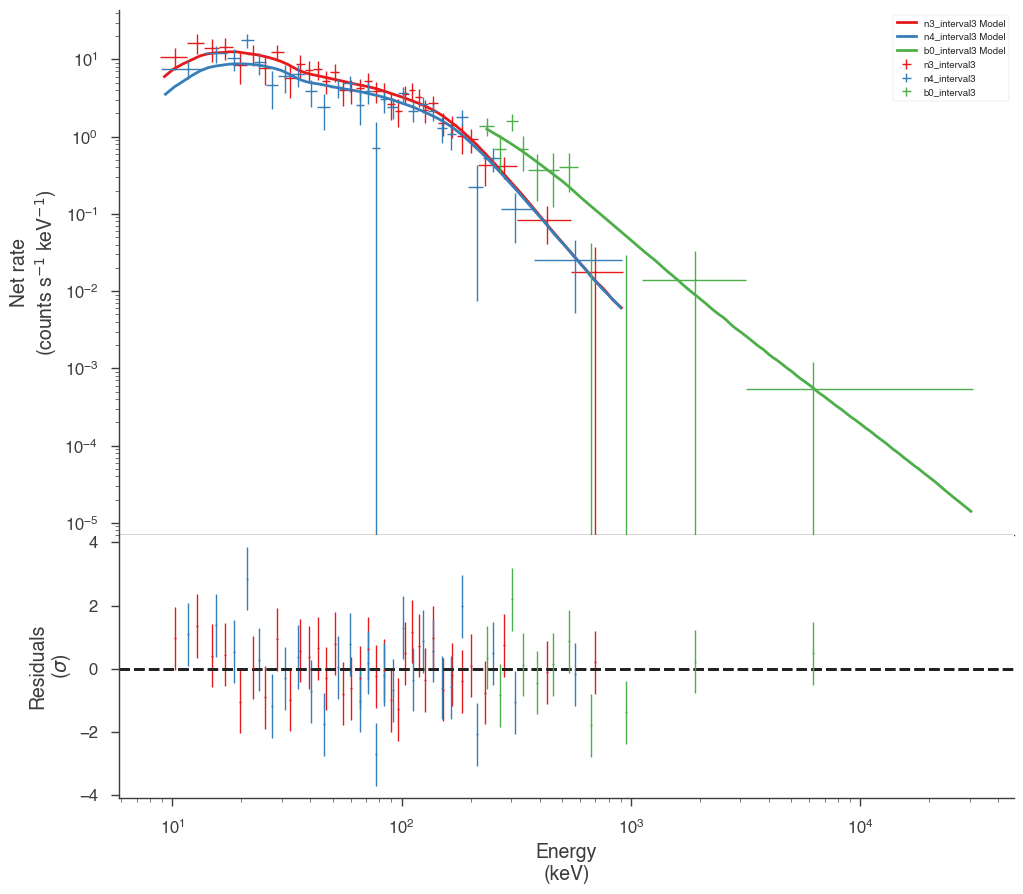 n3_interval3 Model
n4_interval3 Model
b0_interval3 Model
n3_interval3
n4_interval3
b0_interval3
10¹
10⁰
10⁻¹
10⁻²
10⁻³
10⁻⁴
10⁻⁵
Net rate
(counts s⁻¹ keV⁻¹)
4
2
0
−2
−4
Residuals
(σ)
10¹ 10² 10³ 10⁴
Energy
(keV)